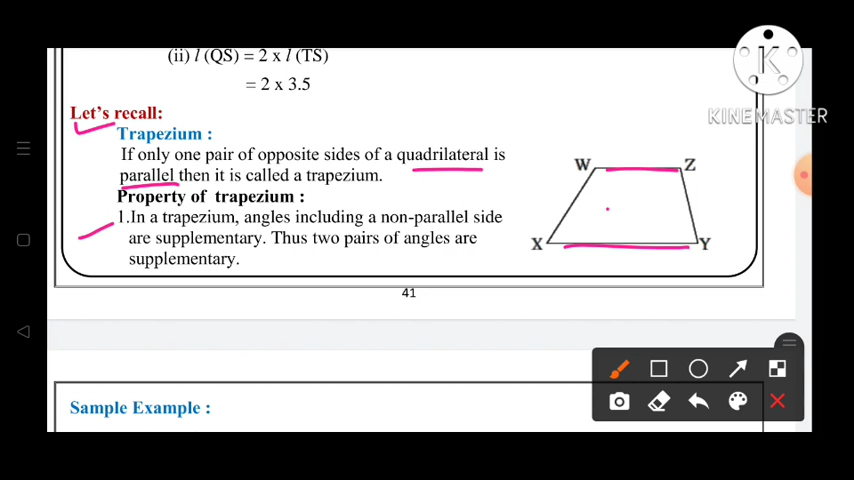 (ii) l (QS) = 2 x l (TS)
= 2 x 3.5
Let's recall:
Trapezium :
If only one pair of opposite sides of a quadrilateral is
parallel then it is called a trapezium.
Property of trapezium :
1.In a trapezium, angles including a non-parallel side
are supplementary. Thus two pairs of angles are
supplementary.
W Z
X Y
41
Sample Example :
K
KINEMASTER